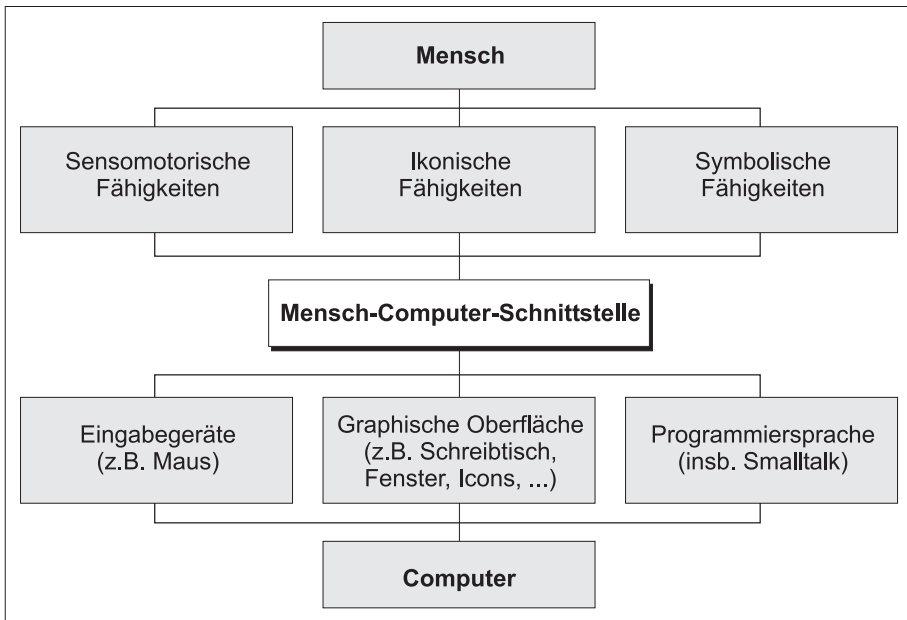 Mensch
Sensomotorische
Fähigkeiten
Ikonische
Fähigkeiten
Symbolische
Fähigkeiten
Mensch-Computer-Schnittstelle
Eingabegeräte
(z.B. Maus)
Graphische Oberfläche
(z.B. Schreibtisch,
Fenster, Icons, ...)
Programmiersprache
(insb. Smalltalk)
Computer